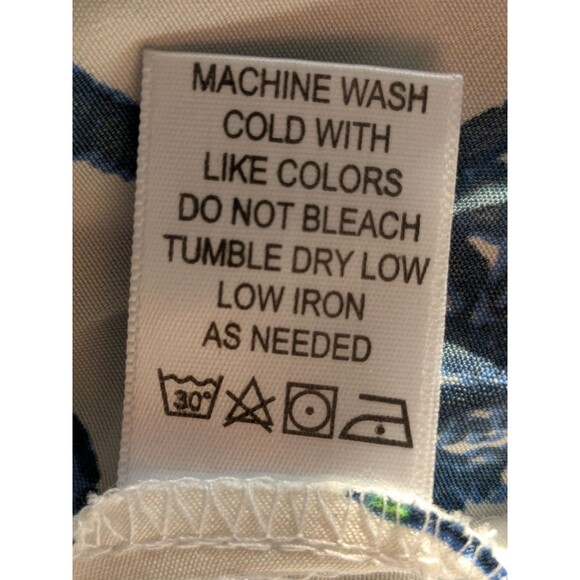 MACHINE WASH
COLD WITH
LIKE COLORS
DO NOT BLEACH
TUMBLE DRY LOW
LOW IRON
AS NEEDED
30°